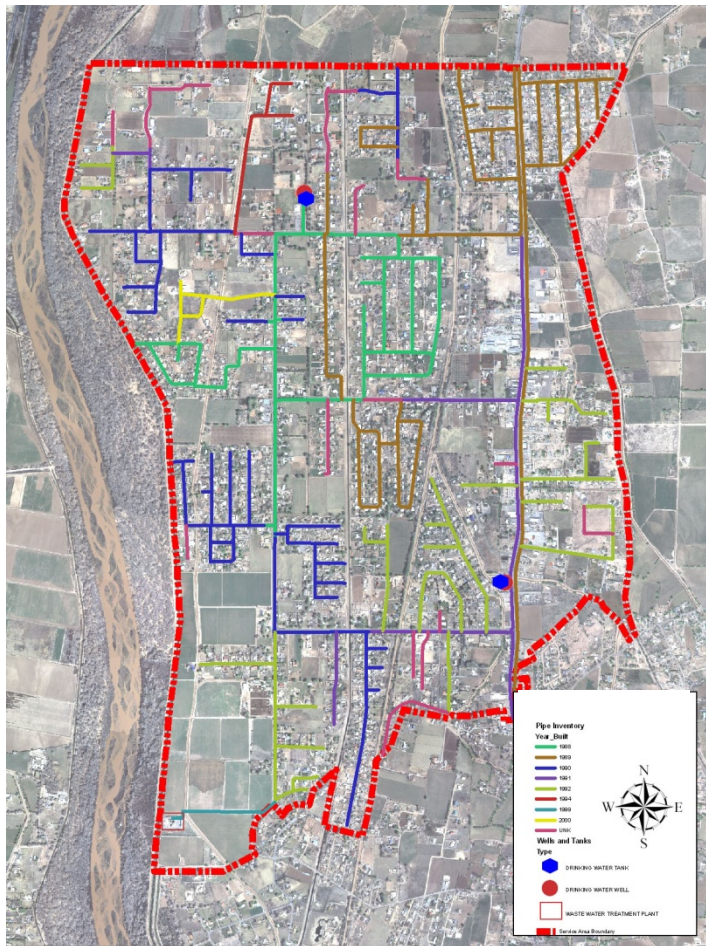 Pipe Inventory
Year_Built
1988
1989
1990
1991
1992
1994
1999
2000
UNK
Wells and Tanks
Type
DRINKING WATER TANK
DRINKING WATER WELL
WASTE WATER TREATMENT PLANT
Service Area Boundary
N
W E
S